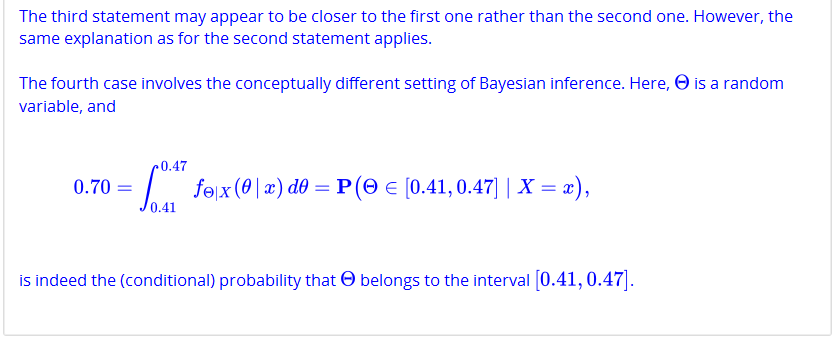 The third statement may appear to be closer to the first one rather than the second one. However, the
same explanation as for the second statement applies.
The fourth case involves the conceptually different setting of Bayesian inference. Here, Θ is a random
variable, and
0.70 = ∫_{0.41}^{0.47} f_{Θ|X}(θ | x) dθ = P(Θ ∈ [0.41, 0.47] | X = x),
is indeed the (conditional) probability that Θ belongs to the interval [0.41, 0.47].